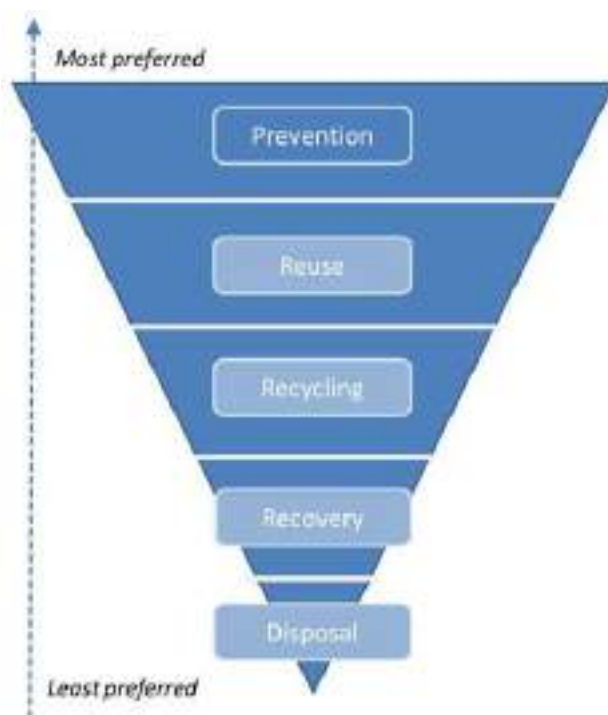 Most preferred
Prevention
Reuse
Recycling
Recovery
Disposal
Least preferred